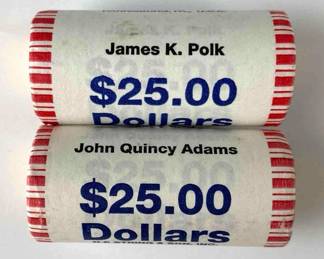 James K. Polk
$25.00
Dollars
John Quincy Adams
$25.00
Dollars